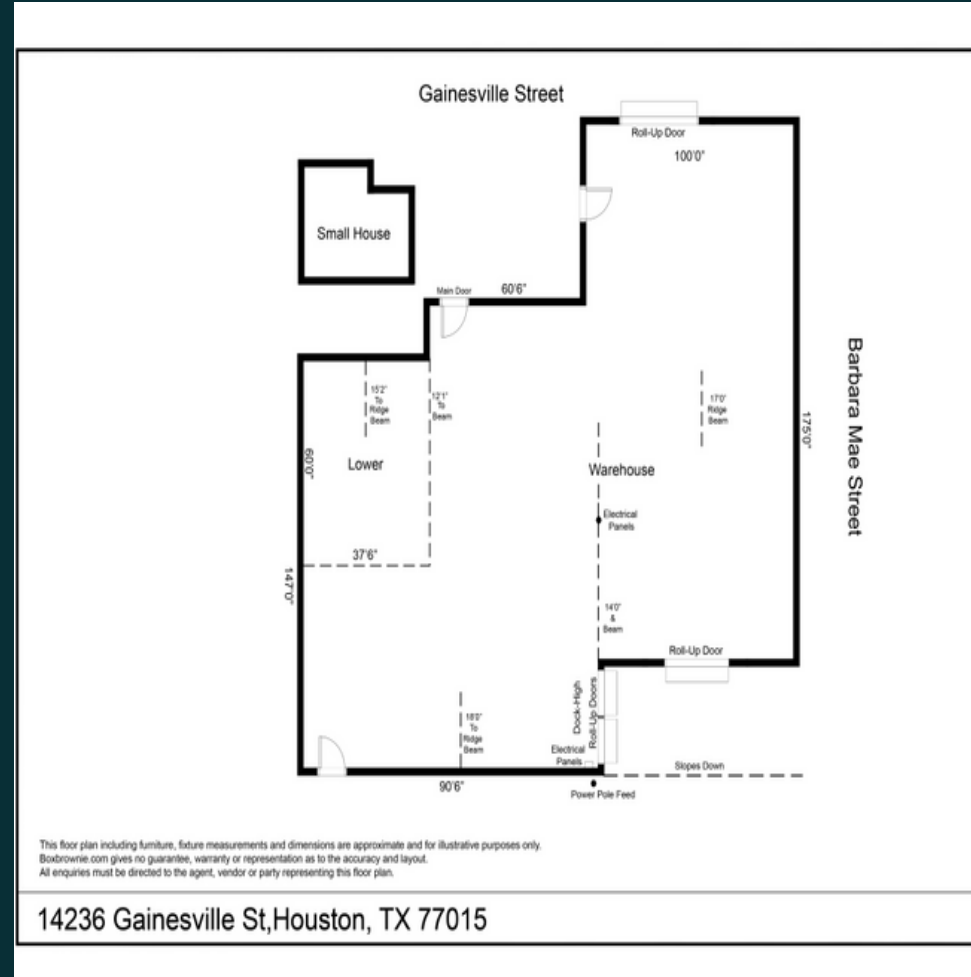 Gainesville Street
Roll-Up Door
100'0"
Small House
Main Door
60'6"
15'2"
To
Ridge
Beam
12'1"
To
Beam
17'0"
Ridge
Beam
175'0"
Barbara Mae Street
60'0"
Lower
Warehouse
Electrical
Panels
37'6"
147'0"
14'0"
&
Beam
Roll-Up Door
Dock-High
Roll-Up Doors
To
Ridge
Beam
Electrical
Panels
Slopes Down
90'6"
Power Pole Feed
This floor plan including furniture, fixture measurements and dimensions are approximate and for illustrative purposes only.
Boxbrownie.com gives no guarantee, warranty or representation as to the accuracy and layout.
All enquiries must be directed to the agent, vendor or party representing this floor plan.
14236 Gainesville St,Houston, TX 77015